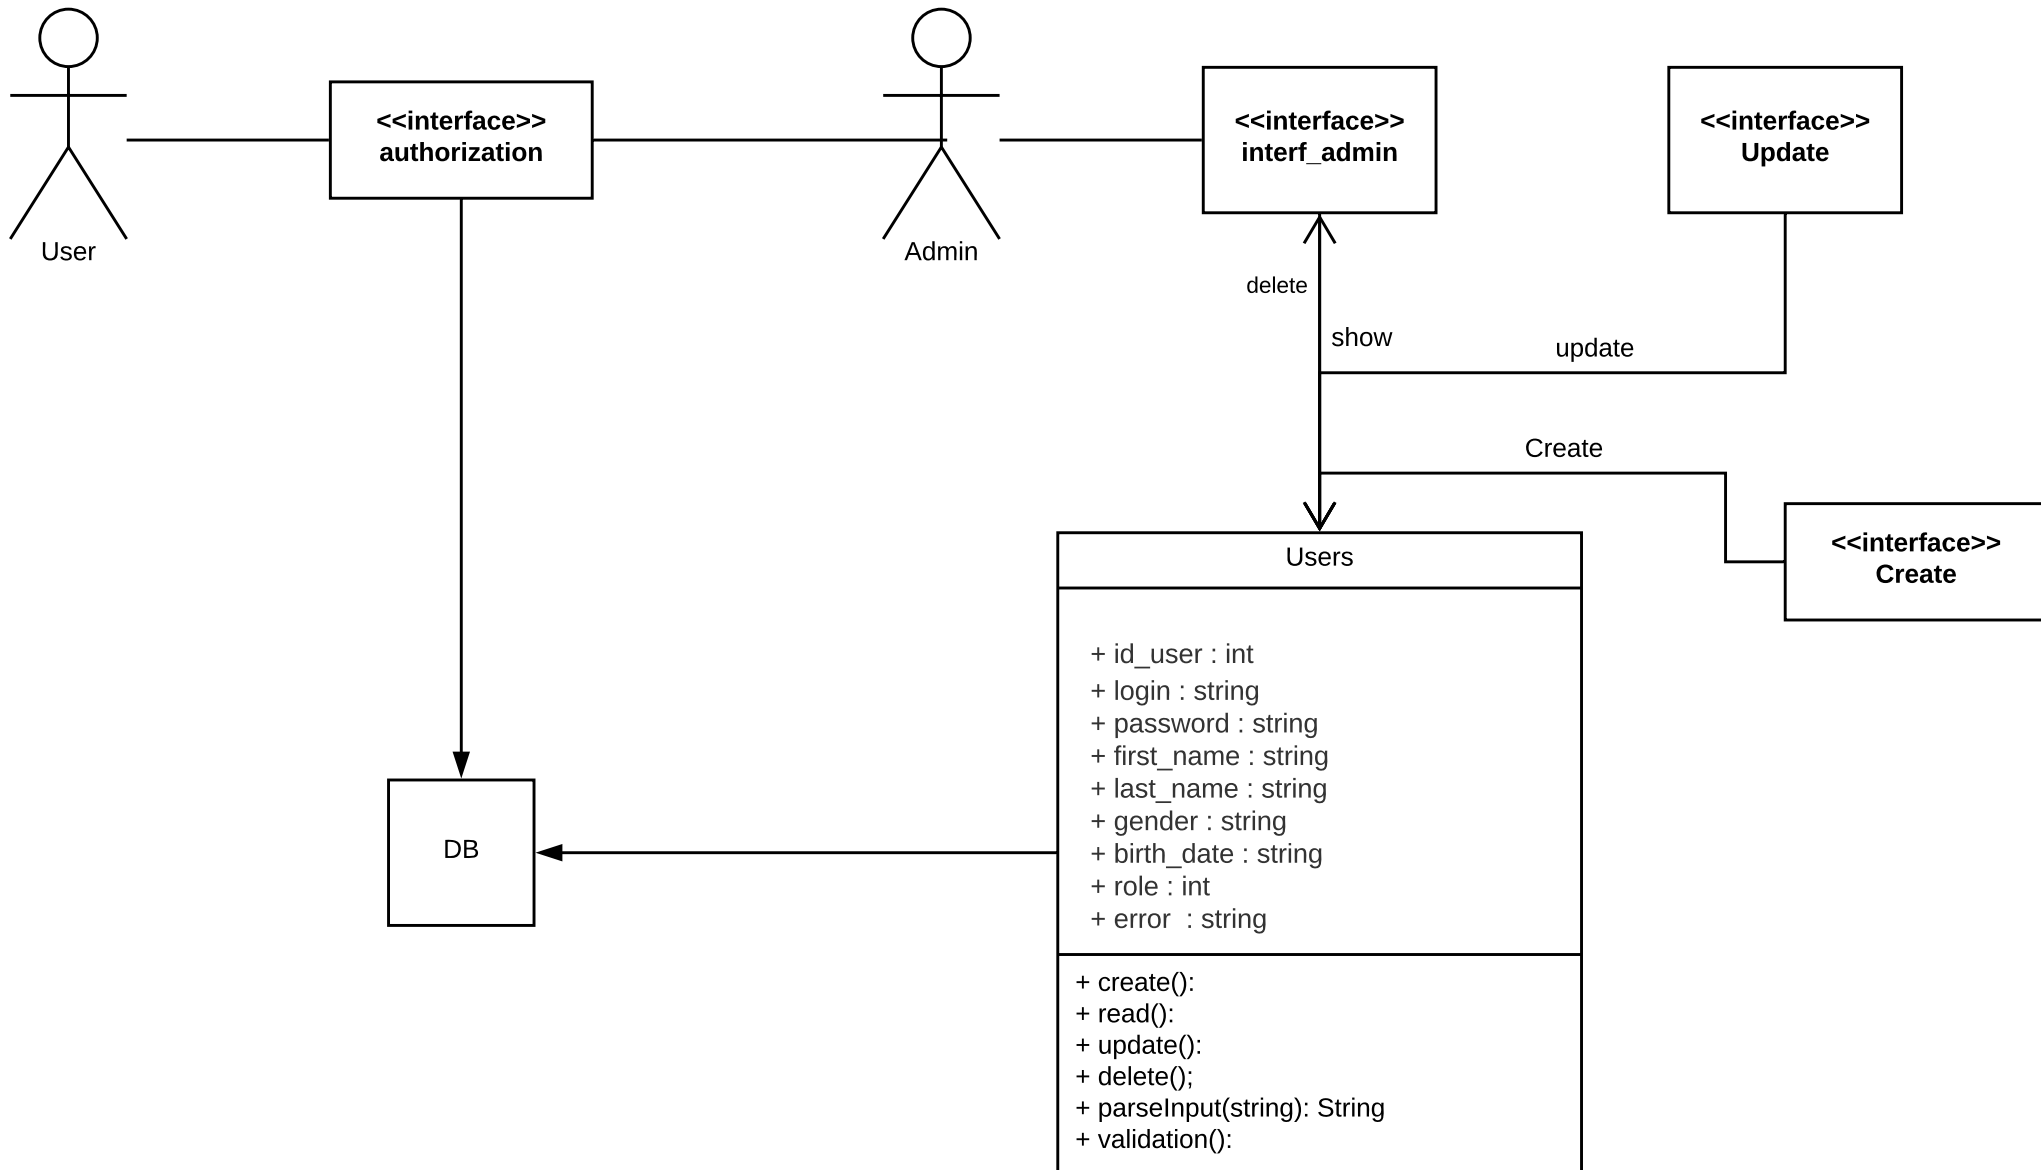 <<interface>>
authorization
<<interface>>
interf_admin
<<interface>>
Update
User
Admin
delete
show
update
Create
<<interface>>
Create
Users
+ id_user : int
+ login : string
+ password : string
+ first_name : string
+ last_name : string
+ gender : string
+ birth_date : string
+ role : int
+ error  : string
DB
+ create():
+ read():
+ update():
+ delete();
+ parseInput(string): String
+ validation():